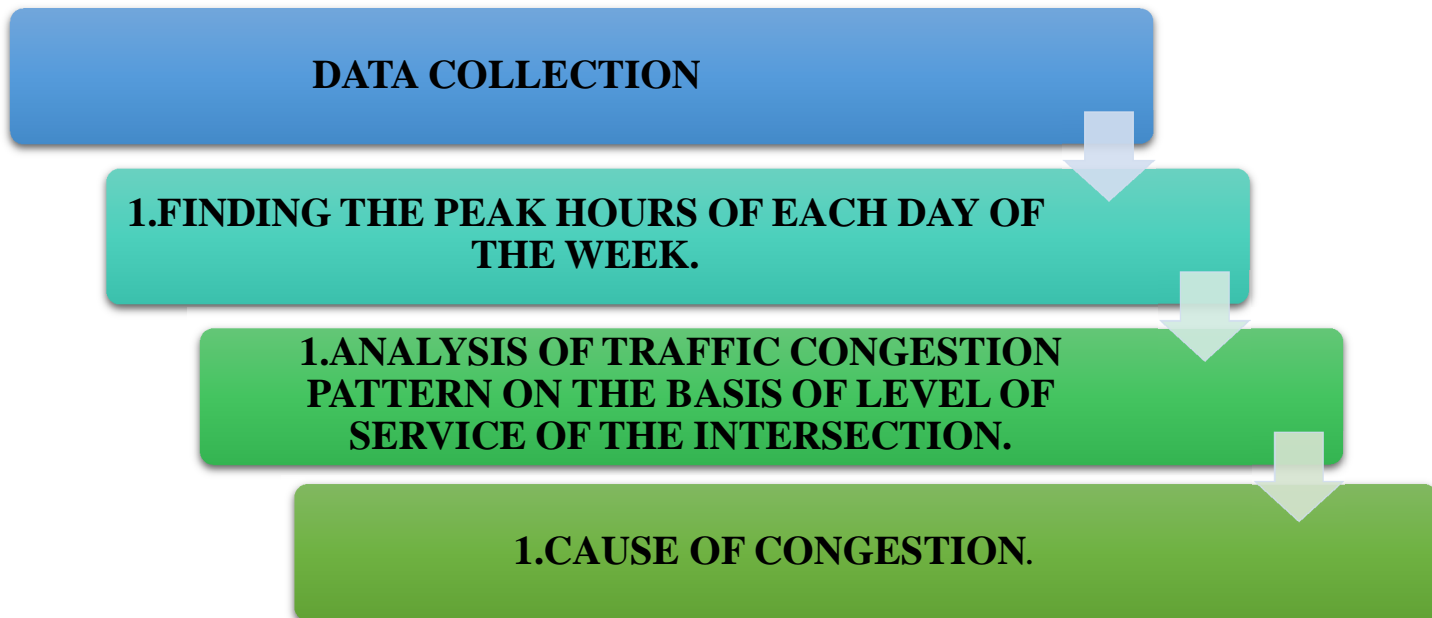 DATA COLLECTION
1.FINDING THE PEAK HOURS OF EACH DAY OF
THE WEEK.
1.ANALYSIS OF TRAFFIC CONGESTION
PATTERN ON THE BASIS OF LEVEL OF
SERVICE OF THE INTERSECTION.
1.CAUSE OF CONGESTION.